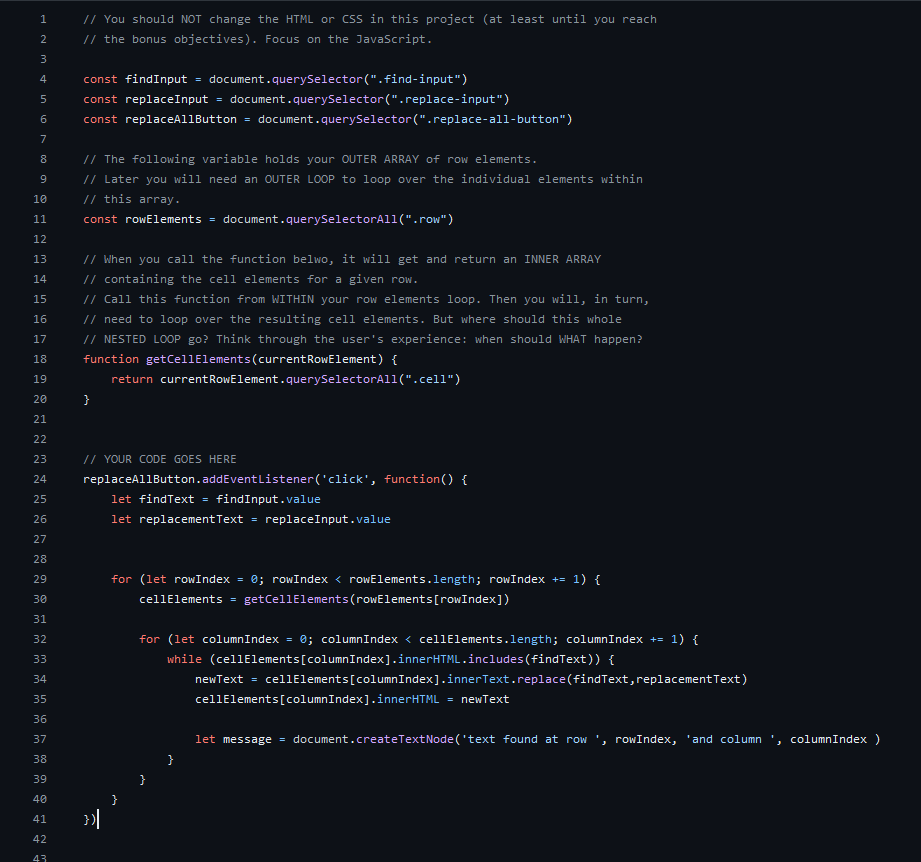 1 // You should NOT change the HTML or CSS in this project (at least until you reach
2 // the bonus objectives). Focus on the JavaScript.
3
4 const findInput = document.querySelector(".find-input")
5 const replaceInput = document.querySelector(".replace-input")
6 const replaceAllButton = document.querySelector(".replace-all-button")
7
8 // The following variable holds your OUTER ARRAY of row elements.
9 // Later you will need an OUTER LOOP to loop over the individual elements within
10 // this array.
11 const rowElements = document.querySelectorAll(".row")
12
13 // When you call the function belwo, it will get and return an INNER ARRAY
14 // containing the cell elements for a given row.
15 // Call this function from WITHIN your row elements loop. Then you will, in turn,
16 // need to loop over the resulting cell elements. But where should this whole
17 // NESTED LOOP go? Think through the user's experience: when should WHAT happen?
18 function getCellElements(currentRowElement) {
19     return currentRowElement.querySelectorAll(".cell")
20 }
21
22
23 // YOUR CODE GOES HERE
24 replaceAllButton.addEventListener('click', function() {
25     let findText = findInput.value
26     let replacementText = replaceInput.value
27
28
29     for (let rowIndex = 0; rowIndex < rowElements.length; rowIndex += 1) {
30         cellElements = getCellElements(rowElements[rowIndex])
31
32         for (let columnIndex = 0; columnIndex < cellElements.length; columnIndex += 1) {
33             while (cellElements[columnIndex].innerHTML.includes(findText)) {
34                 newText = cellElements[columnIndex].innerText.replace(findText,replacementText)
35                 cellElements[columnIndex].innerHTML = newText
36
37                 let message = document.createTextNode('text found at row ', rowIndex, 'and column ', columnIndex )
38             }
39         }
40     }
41 })
42
43